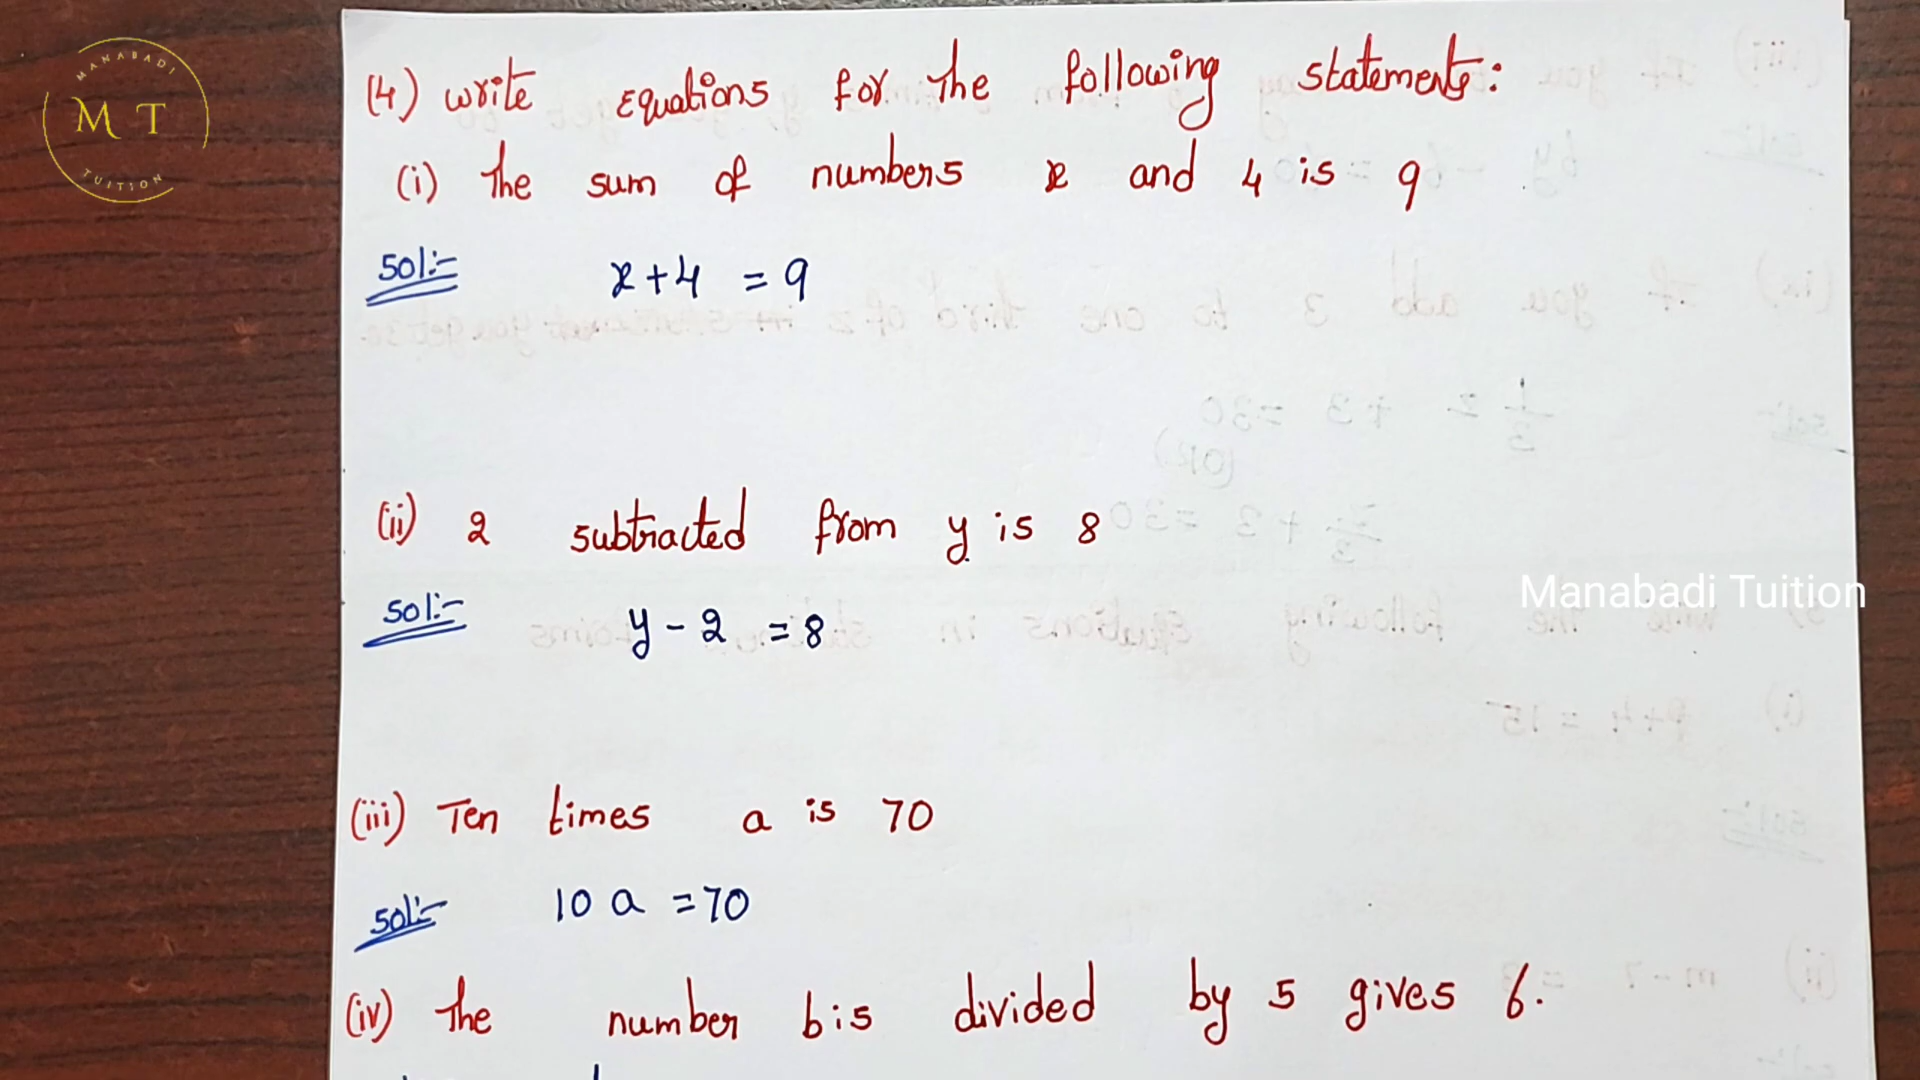 MANABADI
M T
TUITION
(4) write equations for the following statements:
(i) the sum of numbers x and 4 is 9
Sol:- x+4 = 9
(ii) 2 subtracted from y is 8
Sol:- y-2 = 8
Manabadi Tuition
(iii) Ten times a is 70
Sol:- 10 a = 70
(iv) the number b is divided by 5 gives 6.